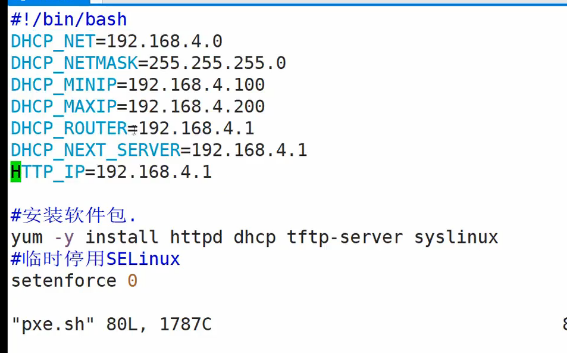 #!/bin/bash
DHCP_NET=192.168.4.0
DHCP_NETMASK=255.255.255.0
DHCP_MINIP=192.168.4.100
DHCP_MAXIP=192.168.4.200
DHCP_ROUTER=192.168.4.1
DHCP_NEXT_SERVER=192.168.4.1
HTTP_IP=192.168.4.1
#安装软件包.
yum -y install httpd dhcp tftp-server syslinux
#临时停用SELinux
setenforce 0
"pxe.sh" 80L, 1787C